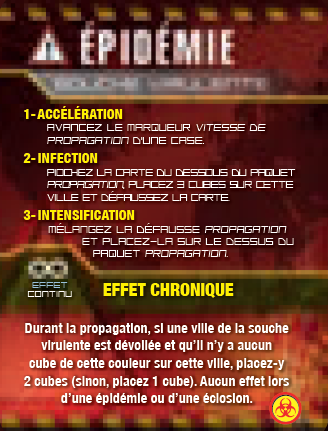 ÉPIDÉMIE
SOUCHE VIRULENTE
1- ACCÉLÉRATION
AVANCEZ LE MARQUEUR VITESSE DE
PROPAGATION D'UNE CASE.
2- INFECTION
PIOCHEZ LA CARTE DU DESSOUS DU PAQUET
PROPAGATION, PLACEZ 3 CUBES SUR CETTE
VILLE ET DÉFAUSSEZ LA CARTE.
3- INTENSIFICATION
MÉLANGEZ LA DÉFAUSSE PROPAGATION
ET PLACEZ-LA SUR LE DESSUS DU
PAQUET PROPAGATION.
EFFET
CONTINU
EFFET CHRONIQUE
Durant la propagation, si une ville de la souche
virulente est dévoilée et qu'il n'y a aucun
cube de cette couleur sur cette ville, placez-y
2 cubes (sinon, placez 1 cube). Aucun effet lors
d'une épidémie ou d'une éclosion.